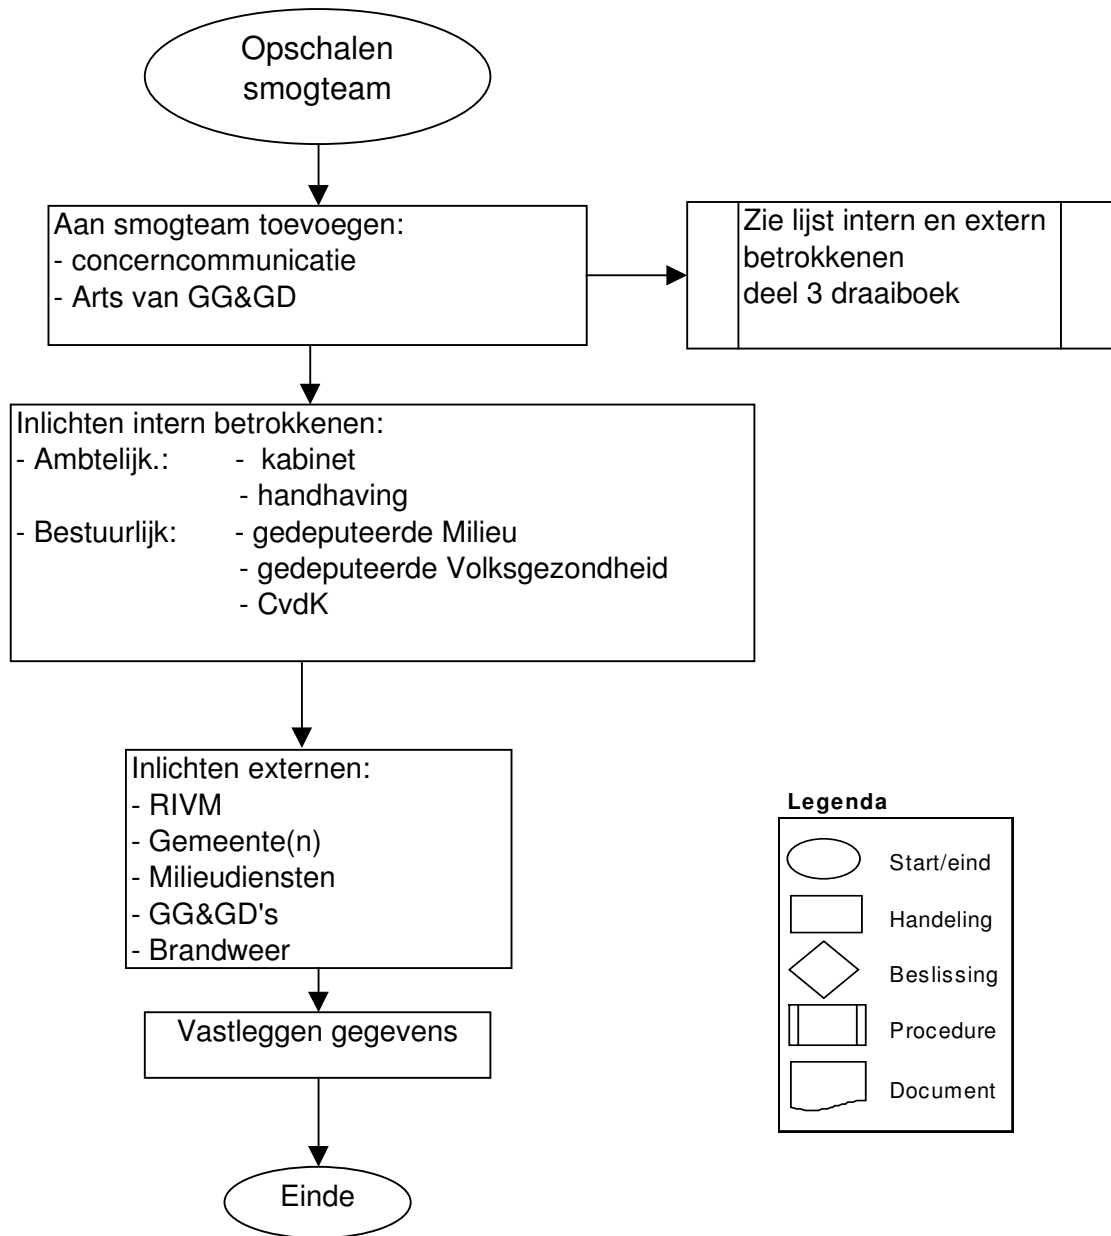 Opschalen
smogteam
Aan smogteam toevoegen:
- concerncommunicatie
- Arts van GG&GD
Zie lijst intern en extern
betrokkenen
deel 3 draaiboek
Inlichten intern betrokkenen:
- Ambtelijk.: - kabinet
- handhaving
- Bestuurlijk: - gedeputeerde Milieu
- gedeputeerde Volksgezondheid
- CvdK
Inlichten externen:
- RIVM
- Gemeente(n)
- Milieudiensten
- GG&GD's
- Brandweer
Vastleggen gegevens
Einde
Legenda
Start/eind
Handeling
Beslissing
Procedure
Document